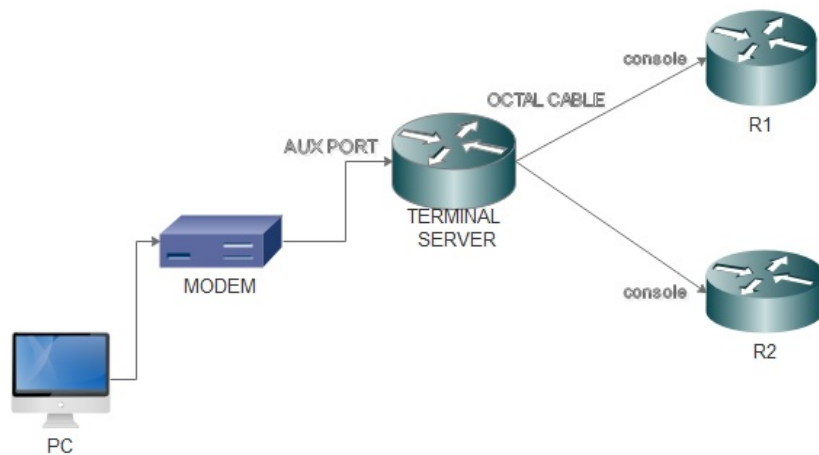 console
R1
OCTAL CABLE
AUX PORT
TERMINAL
SERVER
MODEM
console
R2
PC